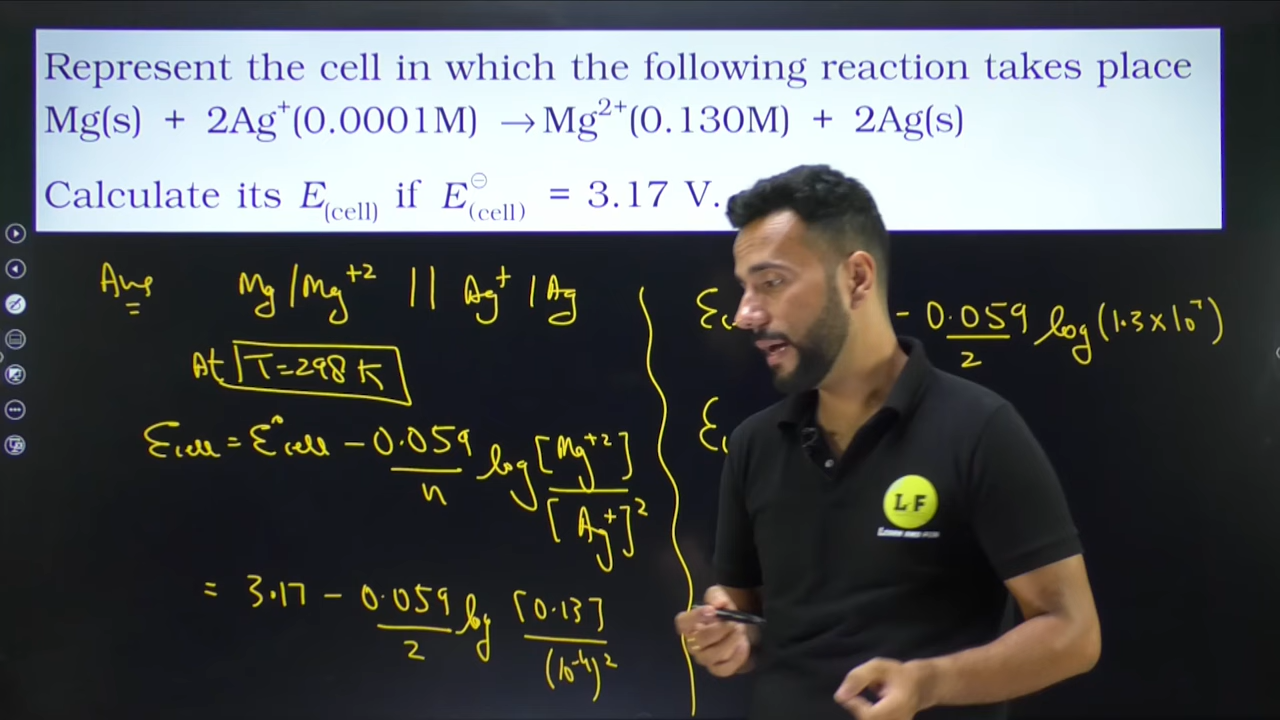 Represent the cell in which the following reaction takes place
Mg(s) + 2Ag⁺(0.0001M) → Mg²⁺(0.130M) + 2Ag(s)
Calculate its E(cell) if E⊖(cell) = 3.17 V.
Ans Mg/Mg⁺² || Ag⁺/Ag
At T=298 K
Ecell = E°cell - 0.059/n log [Mg⁺²]/[Ag⁺]²
= 3.17 - 0.059/2 log [0.13]/(10⁻⁴)²
- 0.059/2 log(1.3×10⁷)
LF